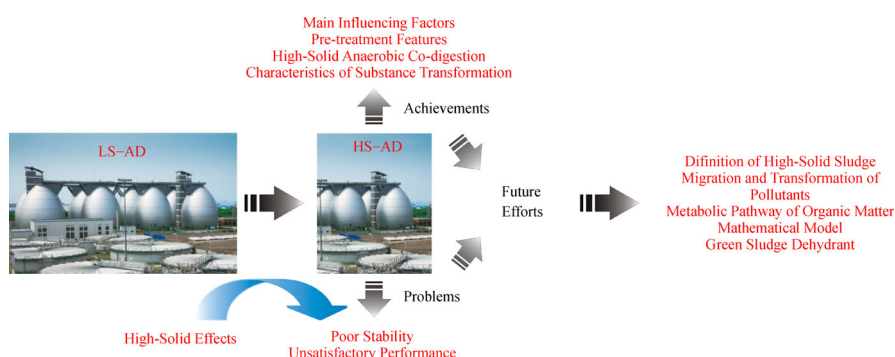 Main Influencing Factors
Pre-treatment Features
High-Solid Anaerobic Co-digestion
Characteristics of Substance Transformation
Achievements
LS-AD
HS-AD
Future
Efforts
Difinition of High-Solid Sludge
Migration and Transformation of
Pollutants
Metabolic Pathway of Organic Matter
Mathematical Model
Green Sludge Dehydrant
Problems
High-Solid Effects
Poor Stability
Unsatisfactory Performance